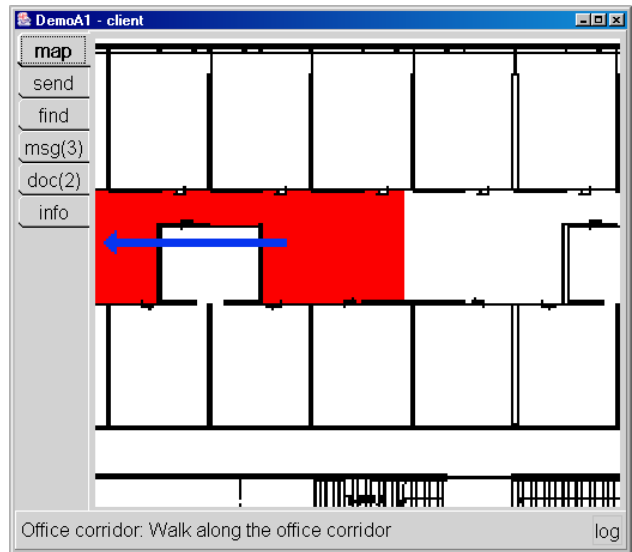 DemoA1 - client
map
send
find
msg(3)
doc(2)
info
Office corridor: Walk along the office corridor
log